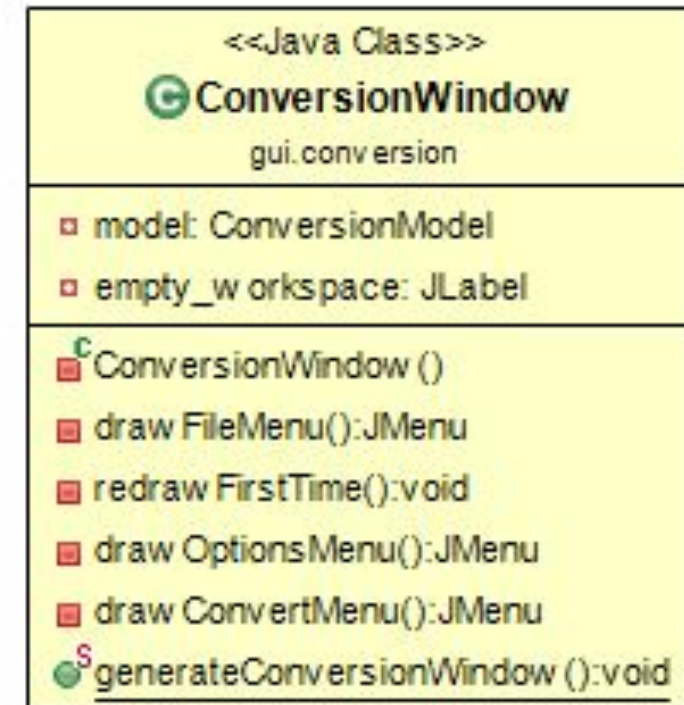 <<Java Class>>
C ConversionWindow
gui.conversion
model: ConversionModel
empty_workspace: JLabel
C ConversionWindow()
drawFileMenu():JMenu
redrawFirstTime():void
drawOptionsMenu():JMenu
drawConvertMenu():JMenu
S generateConversionWindow():void